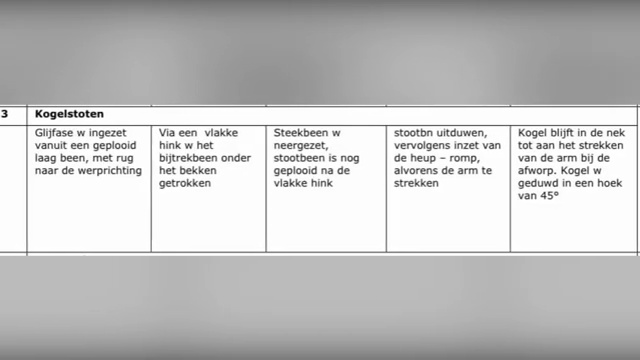 3 Kogelstoten
Glijfase w ingezet
vanuit een geplooid
laag been, met rug
naar de werprichting
Via een vlakke
hink w het
bijtrekbeen onder
het bekken
getrokken
Steekbeen w
neergezet,
stootbeen is nog
geplooid na de
vlakke hink
stootbn uitduwen,
vervolgens inzet van
de heup – romp,
alvorens de arm te
strekken
Kogel blijft in de nek
tot aan het strekken
van de arm bij de
afworp. Kogel w
geduwd in een hoek
van 45°